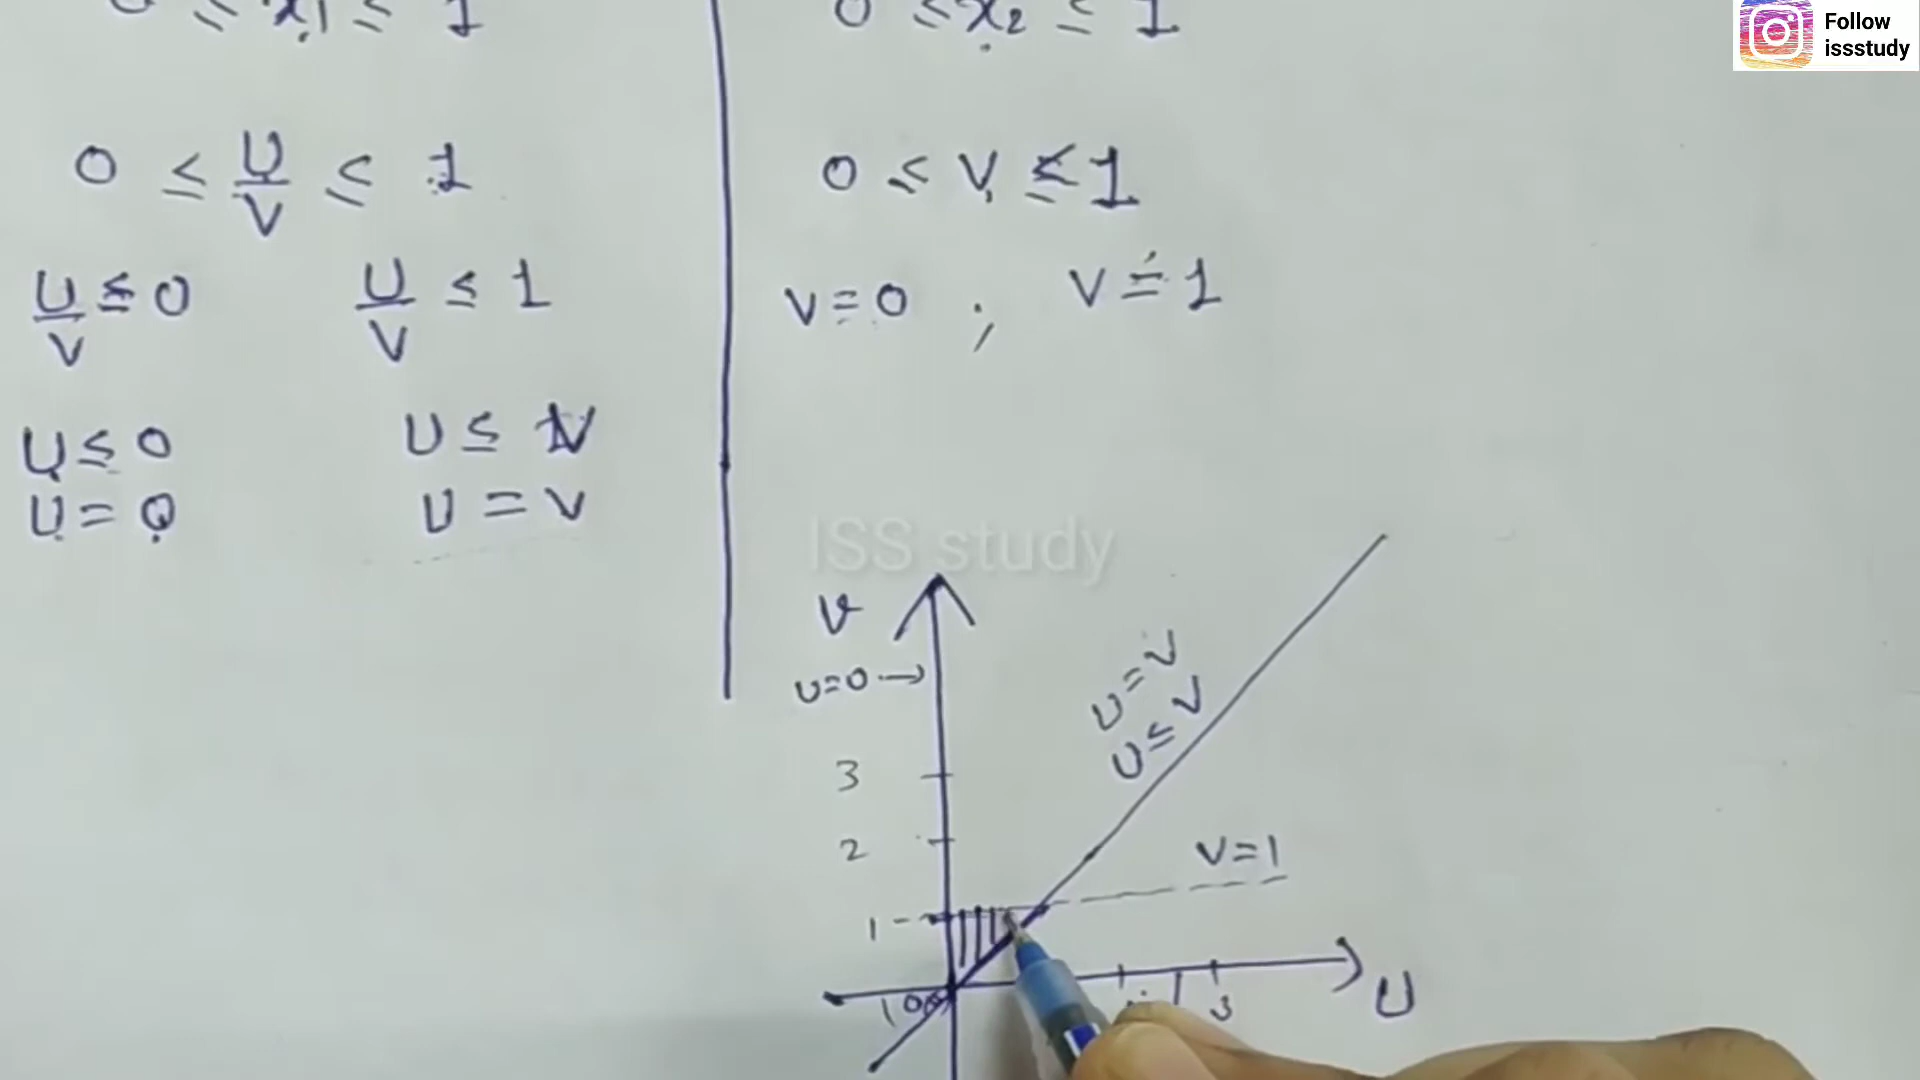 0 ≤ x₁ ≤ 1
0 ≤ U/V ≤ 1
U/V ≤ 0    U/V ≤ 1
U ≤ 0    U ≤ V
U = 0    U = V
0 ≤ x₂ ≤ 1
0 ≤ V ≤ 1
V = 0 ; V = 1
Follow
issstudy
ISS study
V
U=0 →
U=V
U≤V
3
2
V=1
1
3
U